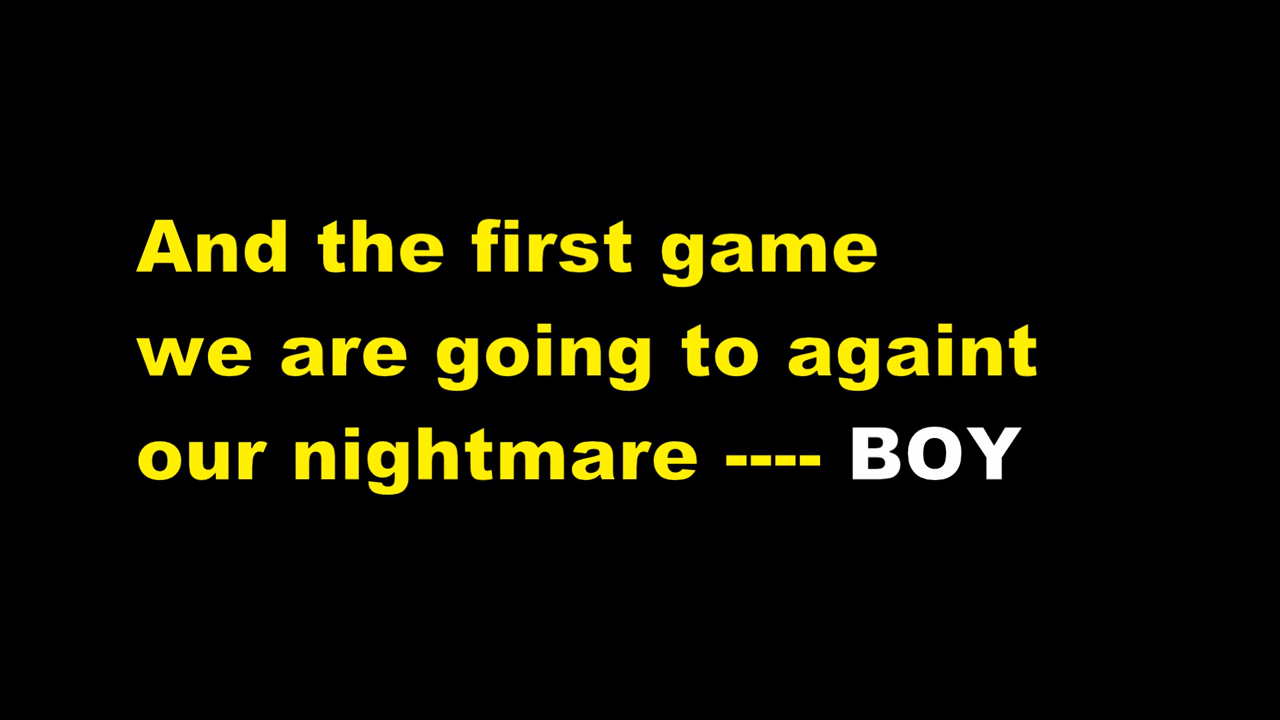 And the first game
we are going to againt
our nightmare ---- BOY